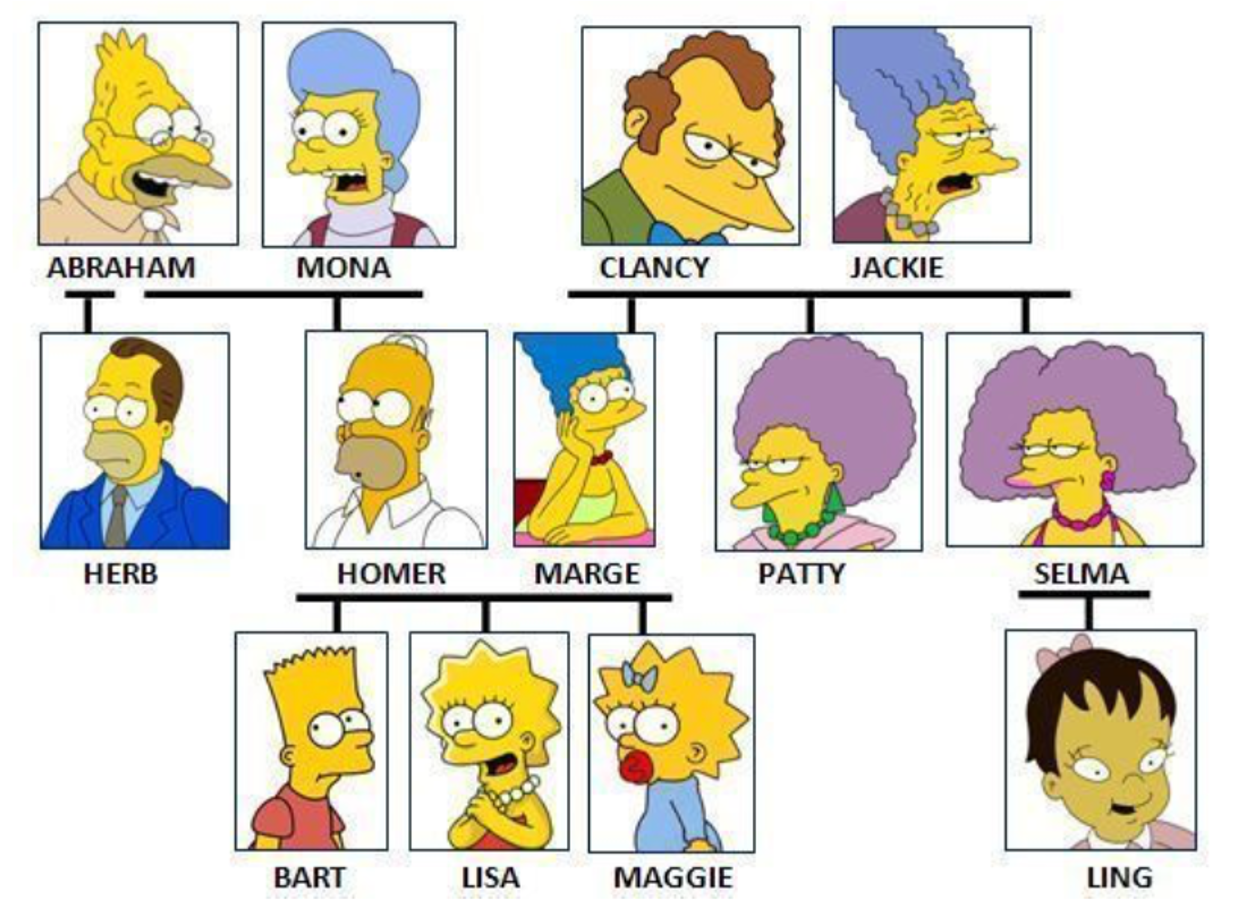 ABRAHAM MONA CLANCY JACKIE
HERB HOMER MARGE PATTY SELMA
BART LISA MAGGIE LING